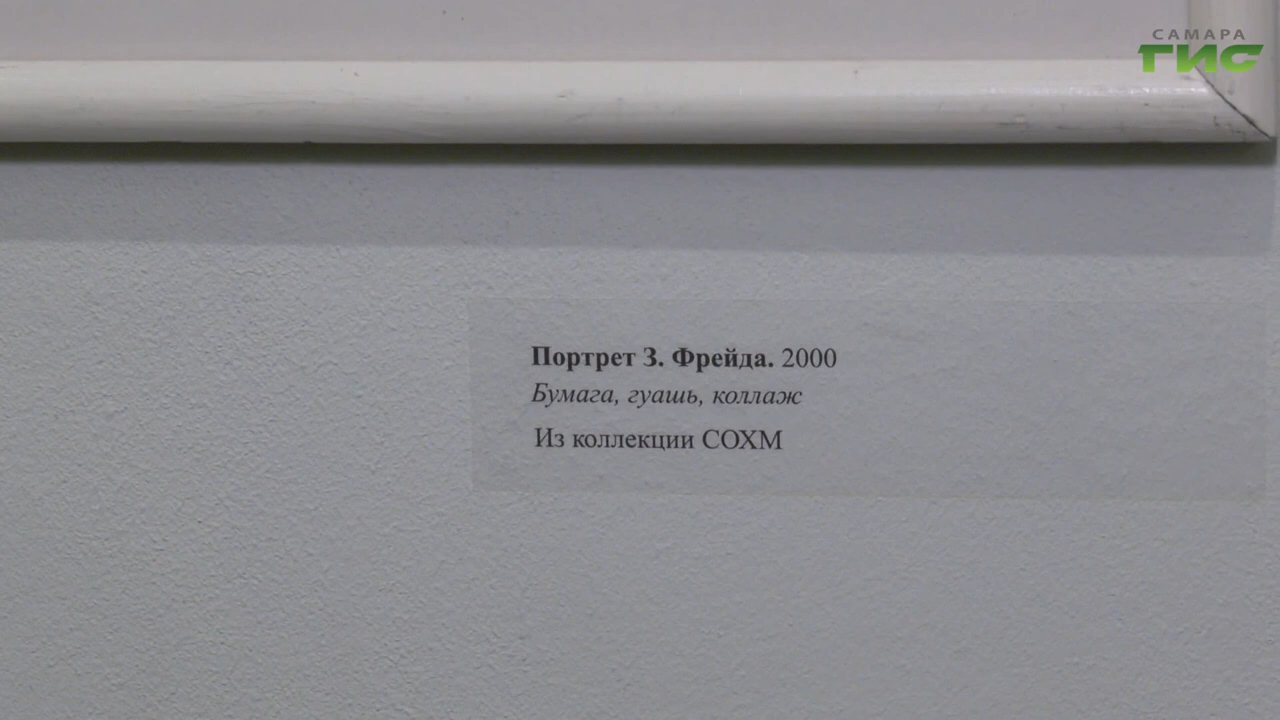 САМАРА
ГИС
Портрет З. Фрейда. 2000
Бумага, гуашь, коллаж
Из коллекции СОХМ